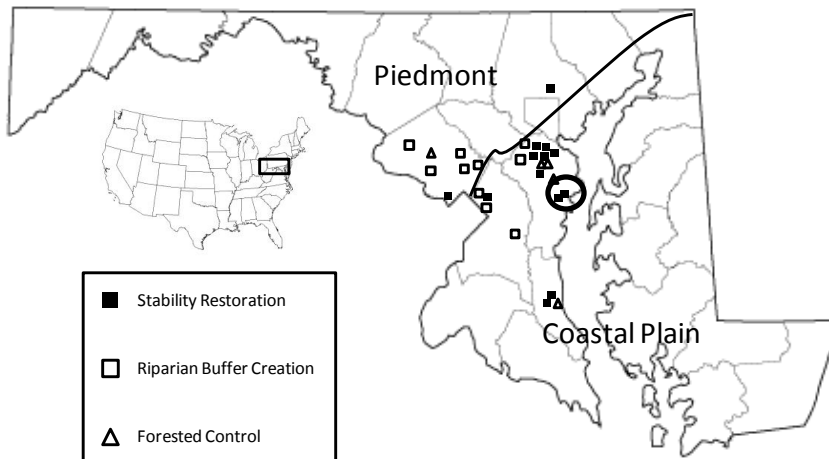 Piedmont
Coastal Plain
Stability Restoration
Riparian Buffer Creation
Forested Control